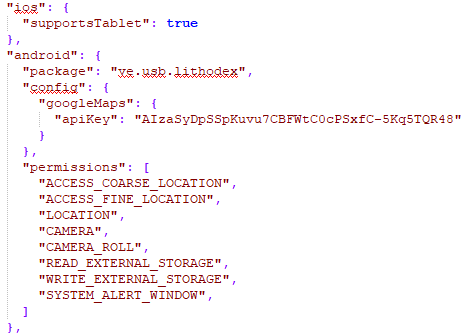 "ios": {
"supportsTablet": true
},
"android": {
"package": "ve.usb.lithodex",
"config": {
"googleMaps": {
"apiKey": "AIzaSyDpSSpKuvu7CBFWtC0cPSxfC-5Kq5TQR48"
}
},
"permissions": [
"ACCESS_COARSE_LOCATION",
"ACCESS_FINE_LOCATION",
"LOCATION",
"CAMERA",
"CAMERA_ROLL",
"READ_EXTERNAL_STORAGE",
"WRITE_EXTERNAL_STORAGE",
"SYSTEM_ALERT_WINDOW",
]
},